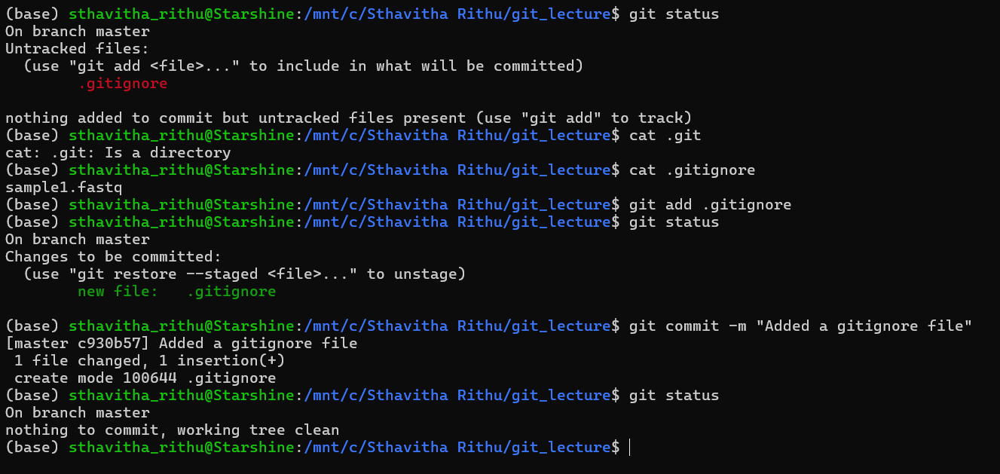 (base) sthavitha_rithu@Starshine:/mnt/c/Sthavitha Rithu/git_lecture$ git status
On branch master
Untracked files:
  (use "git add <file>..." to include in what will be committed)
        .gitignore

nothing added to commit but untracked files present (use "git add" to track)
(base) sthavitha_rithu@Starshine:/mnt/c/Sthavitha Rithu/git_lecture$ cat .git
cat: .git: Is a directory
(base) sthavitha_rithu@Starshine:/mnt/c/Sthavitha Rithu/git_lecture$ cat .gitignore
sample1.fastq
(base) sthavitha_rithu@Starshine:/mnt/c/Sthavitha Rithu/git_lecture$ git add .gitignore
(base) sthavitha_rithu@Starshine:/mnt/c/Sthavitha Rithu/git_lecture$ git status
On branch master
Changes to be committed:
  (use "git restore --staged <file>..." to unstage)
        new file:   .gitignore

(base) sthavitha_rithu@Starshine:/mnt/c/Sthavitha Rithu/git_lecture$ git commit -m "Added a gitignore file"
[master c930b57] Added a gitignore file
 1 file changed, 1 insertion(+)
 create mode 100644 .gitignore
(base) sthavitha_rithu@Starshine:/mnt/c/Sthavitha Rithu/git_lecture$ git status
On branch master
nothing to commit, working tree clean
(base) sthavitha_rithu@Starshine:/mnt/c/Sthavitha Rithu/git_lecture$